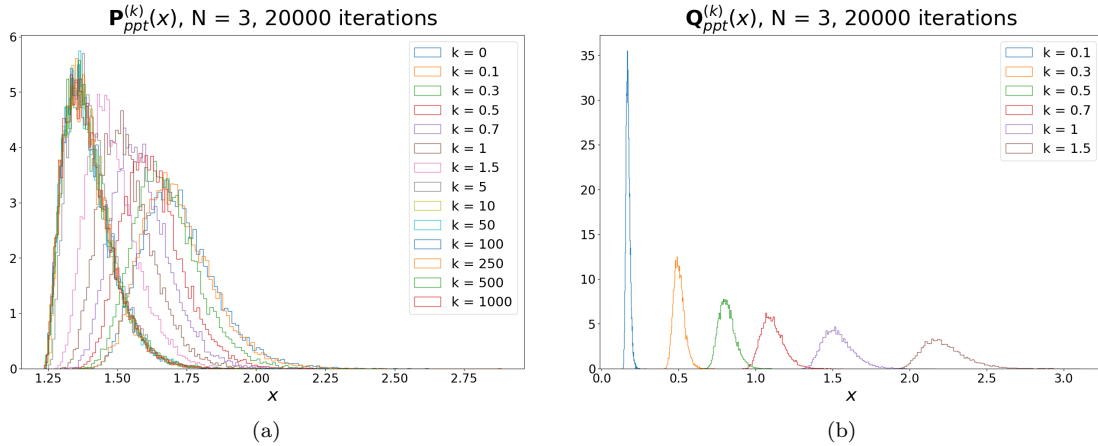 𝐏_{ppt}^{(k)}(x), N = 3, 20000 iterations
6
5
4
3
2
1
0
1.25 1.50 1.75 2.00 2.25 2.50 2.75
x
k = 0
k = 0.1
k = 0.3
k = 0.5
k = 0.7
k = 1
k = 1.5
k = 5
k = 10
k = 50
k = 100
k = 250
k = 500
k = 1000
(a)
𝐐_{ppt}^{(k)}(x), N = 3, 20000 iterations
35
30
25
20
15
10
5
0
0.0 0.5 1.0 1.5 2.0 2.5 3.0
x
k = 0.1
k = 0.3
k = 0.5
k = 0.7
k = 1
k = 1.5
(b)